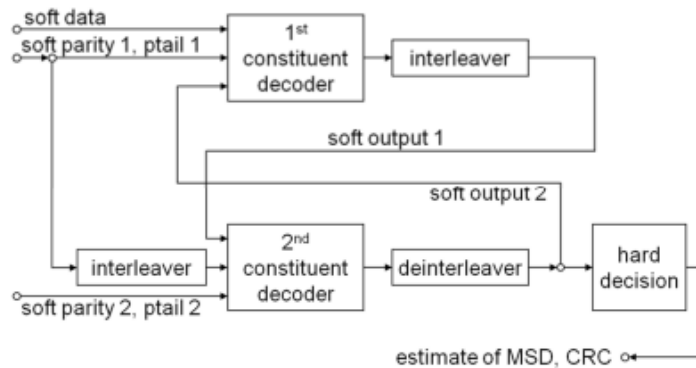 soft data
soft parity 1, ptail 1
1st
constituent
decoder
interleaver
soft output 1
soft output 2
2nd
constituent
decoder
interleaver
deinterleaver
hard
decision
soft parity 2, ptail 2
estimate of MSD, CRC